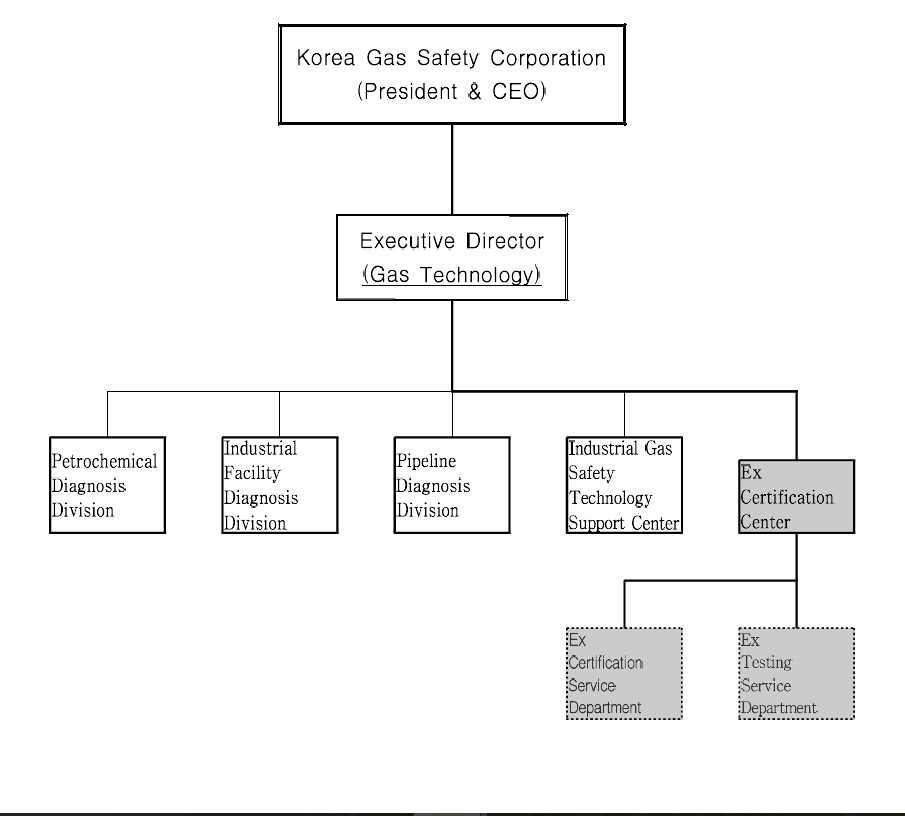 Korea Gas Safety Corporation
(President & CEO)
Executive Director
(Gas Technology)
Petrochemical
Diagnosis
Division
Industrial
Facility
Diagnosis
Division
Pipeline
Diagnosis
Division
Industrial Gas
Safety
Technology
Support Center
Ex
Certification
Center
Ex
Certification
Service
Department
Ex
Testing
Service
Department